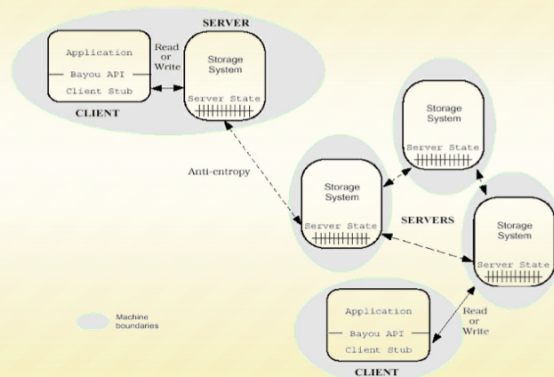 SERVER
Application
Bayou API
Client Stub
CLIENT
Read
or
Write
Storage
System
Server State
Anti-entropy
Storage
System
Server State
Storage
System
Server State
SERVERS
Storage
System
Server State
Machine
boundaries
Application
Bayou API
Client Stub
CLIENT
Read
or
Write